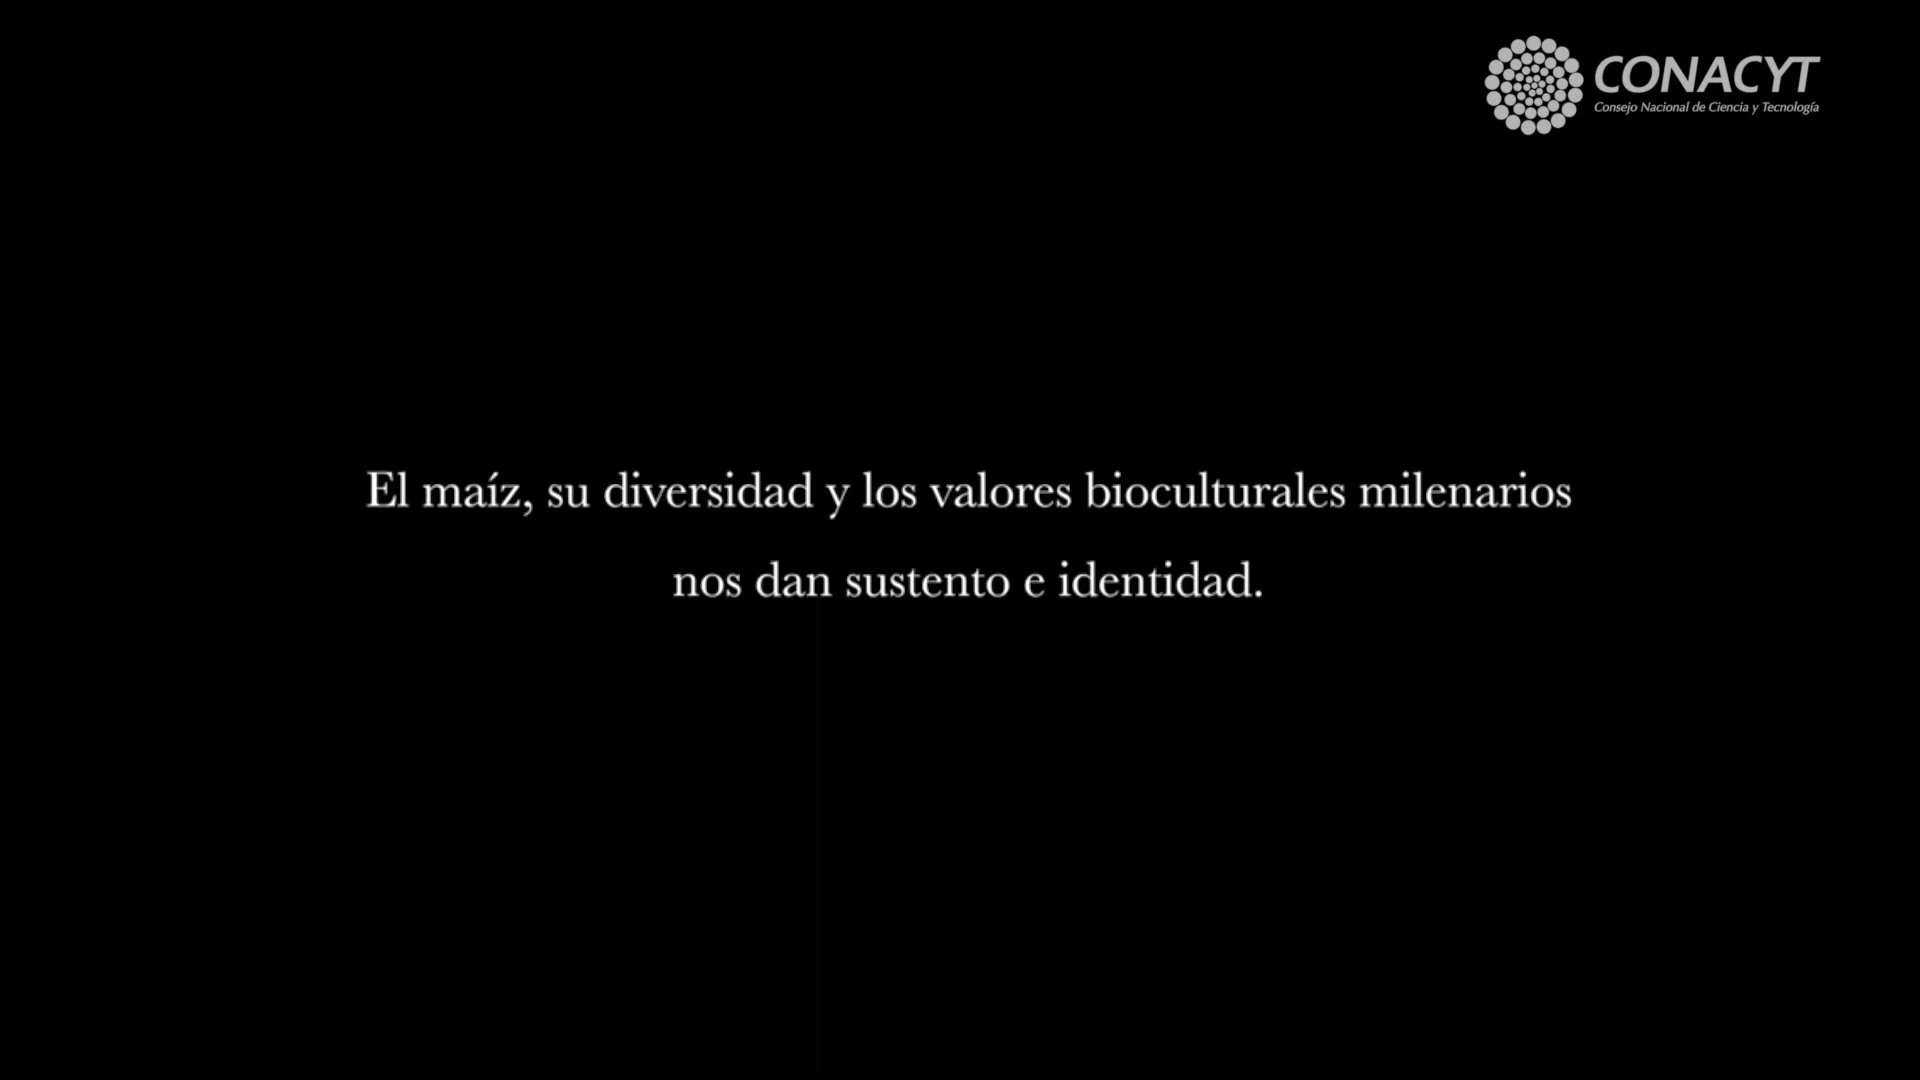 CONACYT
Consejo Nacional de Ciencia y Tecnología
El maíz, su diversidad y los valores bioculturales milenarios
nos dan sustento e identidad.